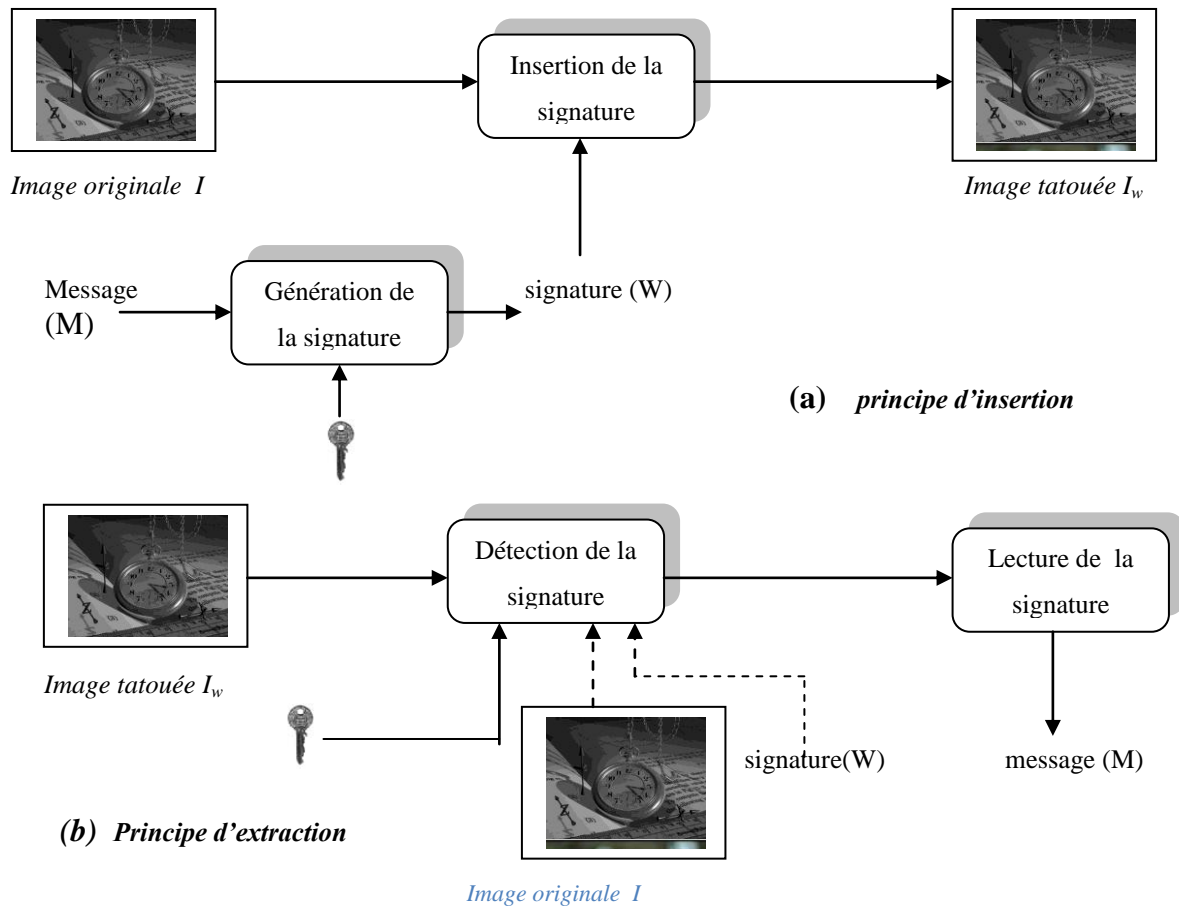 Insertion de la
signature
Image originale I
Image tatouée Iw
Message
(M)
Génération de
la signature
signature (W)
(a) principe d'insertion
Détection de la
signature
Lecture de la
signature
Image tatouée Iw
signature(W)
message (M)
(b) Principe d'extraction
Image originale I